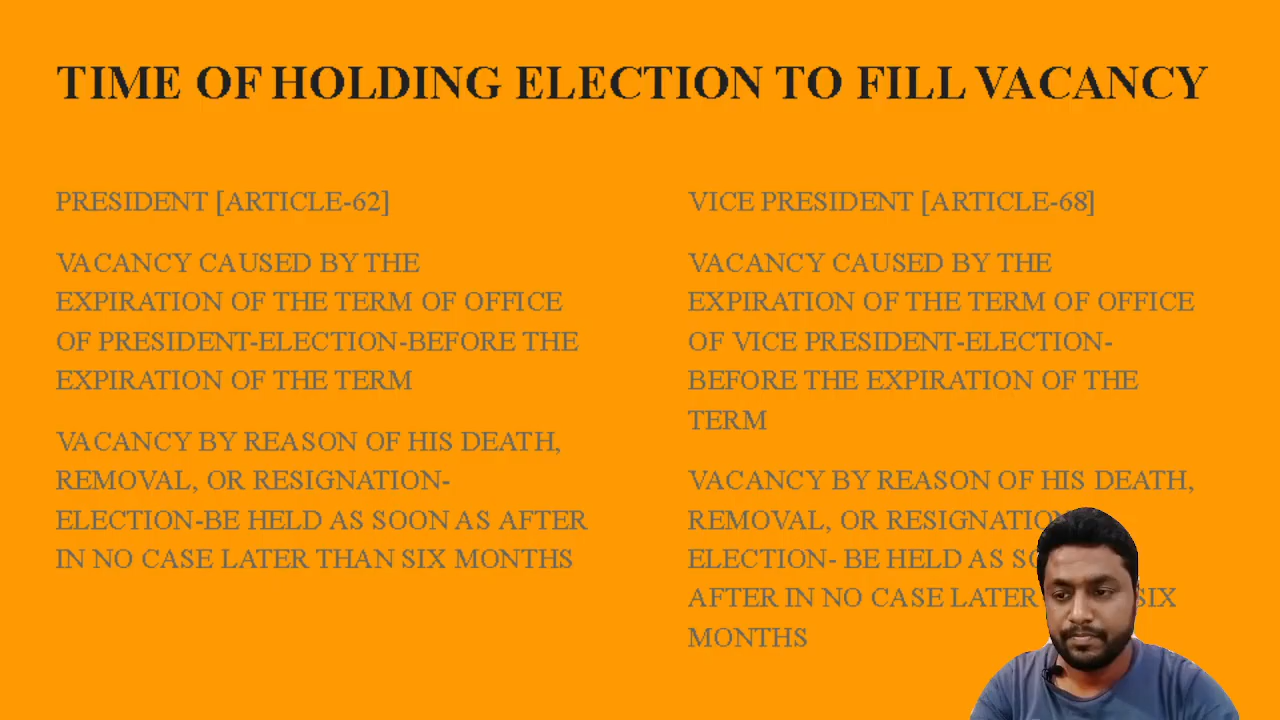 TIME OF HOLDING ELECTION TO FILL VACANCY
PRESIDENT [ARTICLE-62]
VACANCY CAUSED BY THE
EXPIRATION OF THE TERM OF OFFICE
OF PRESIDENT-ELECTION-BEFORE THE
EXPIRATION OF THE TERM
VACANCY BY REASON OF HIS DEATH,
REMOVAL, OR RESIGNATION-
ELECTION-BE HELD AS SOON AS AFTER
IN NO CASE LATER THAN SIX MONTHS
VICE PRESIDENT [ARTICLE-68]
VACANCY CAUSED BY THE
EXPIRATION OF THE TERM OF OFFICE
OF VICE PRESIDENT-ELECTION-
BEFORE THE EXPIRATION OF THE
TERM
VACANCY BY REASON OF HIS DEATH,
REMOVAL, OR RESIGNATION
ELECTION- BE HELD AS
AFTER IN NO CASE LATER SIX
MONTHS